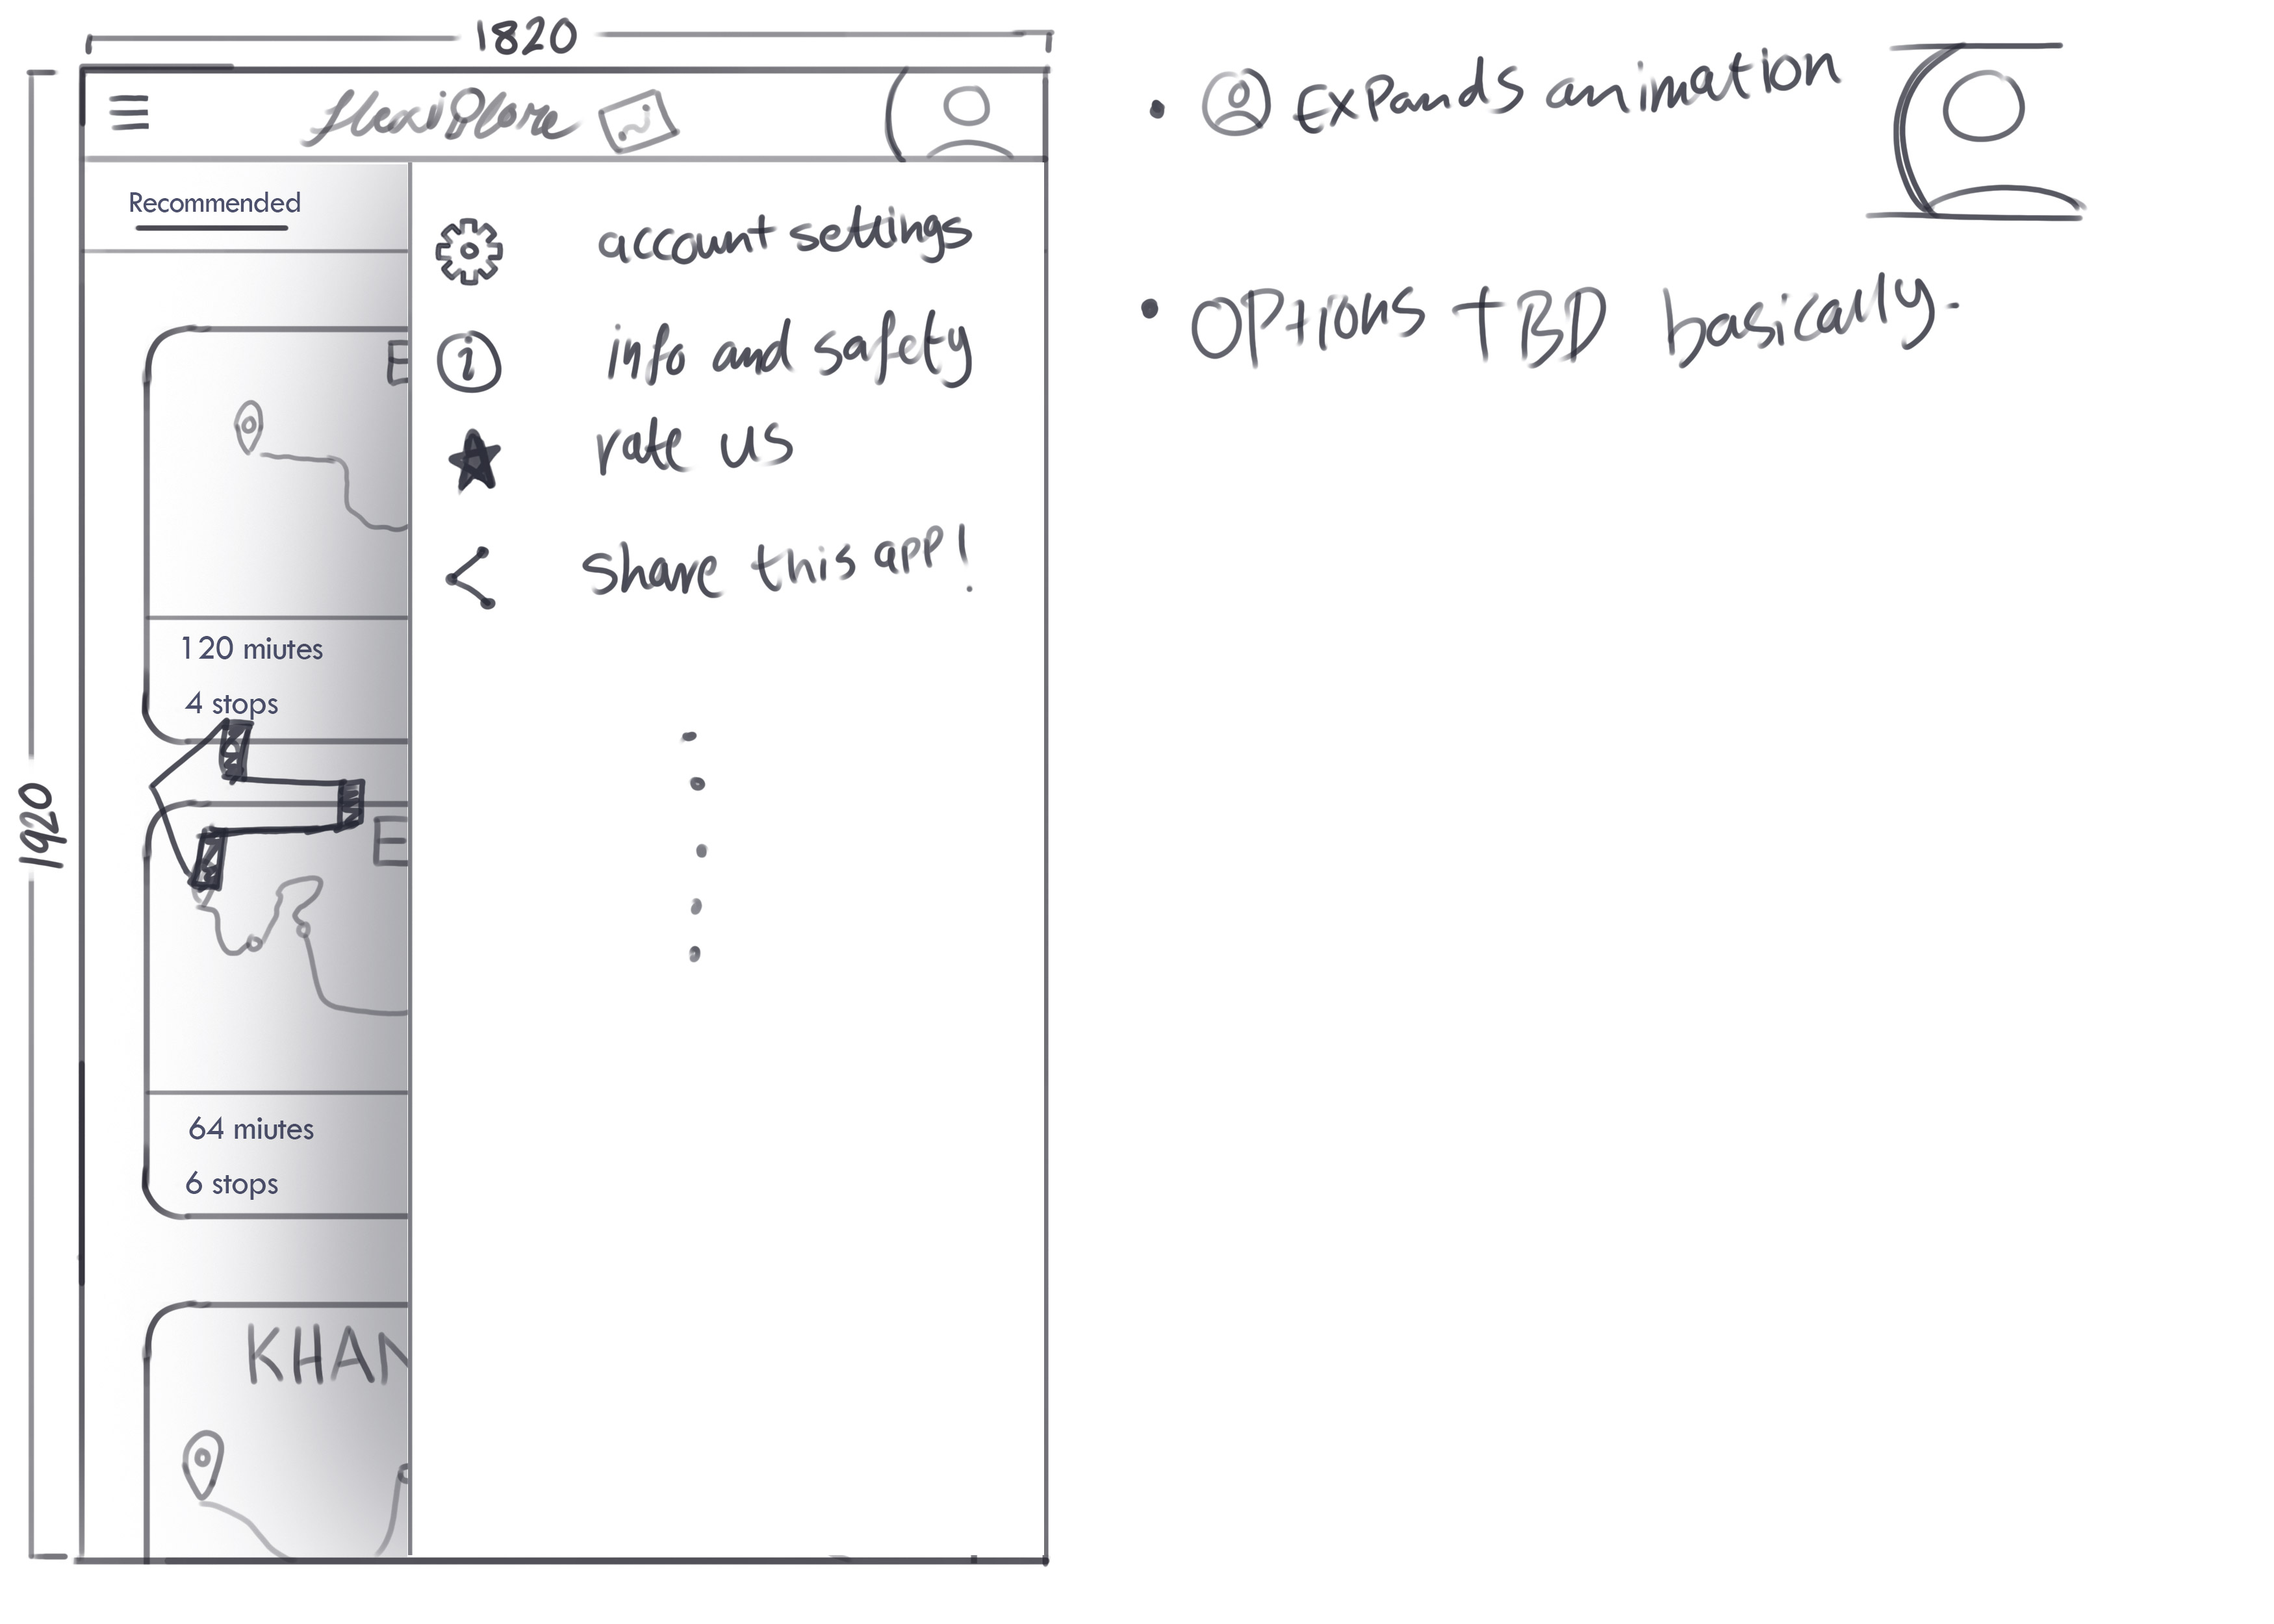 1820
FlexiPlore
Recommended
account settings
info and safety
rate us
share this app!
E
120 miutes
4 stops
E
64 miutes
6 stops
KHAN
1920
• Expands animation
• Options TBD basically.